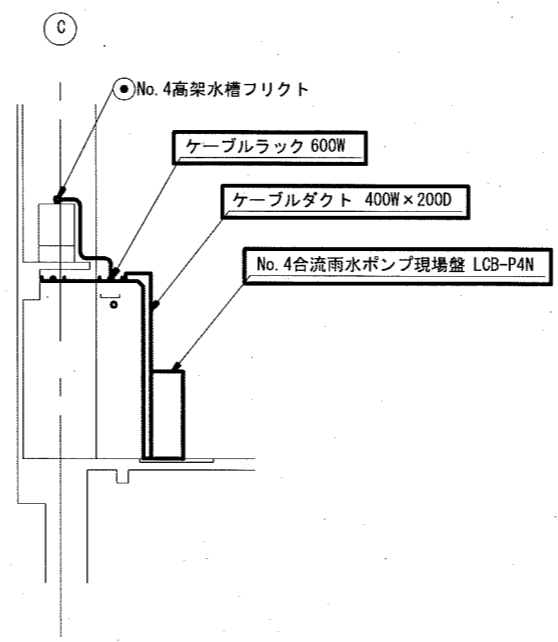 C
No.4高架水槽フリクト
ケーブルラック 600W
ケーブルダクト 400W×200D
No.4合流雨水ポンプ現場盤 LCB-P4N